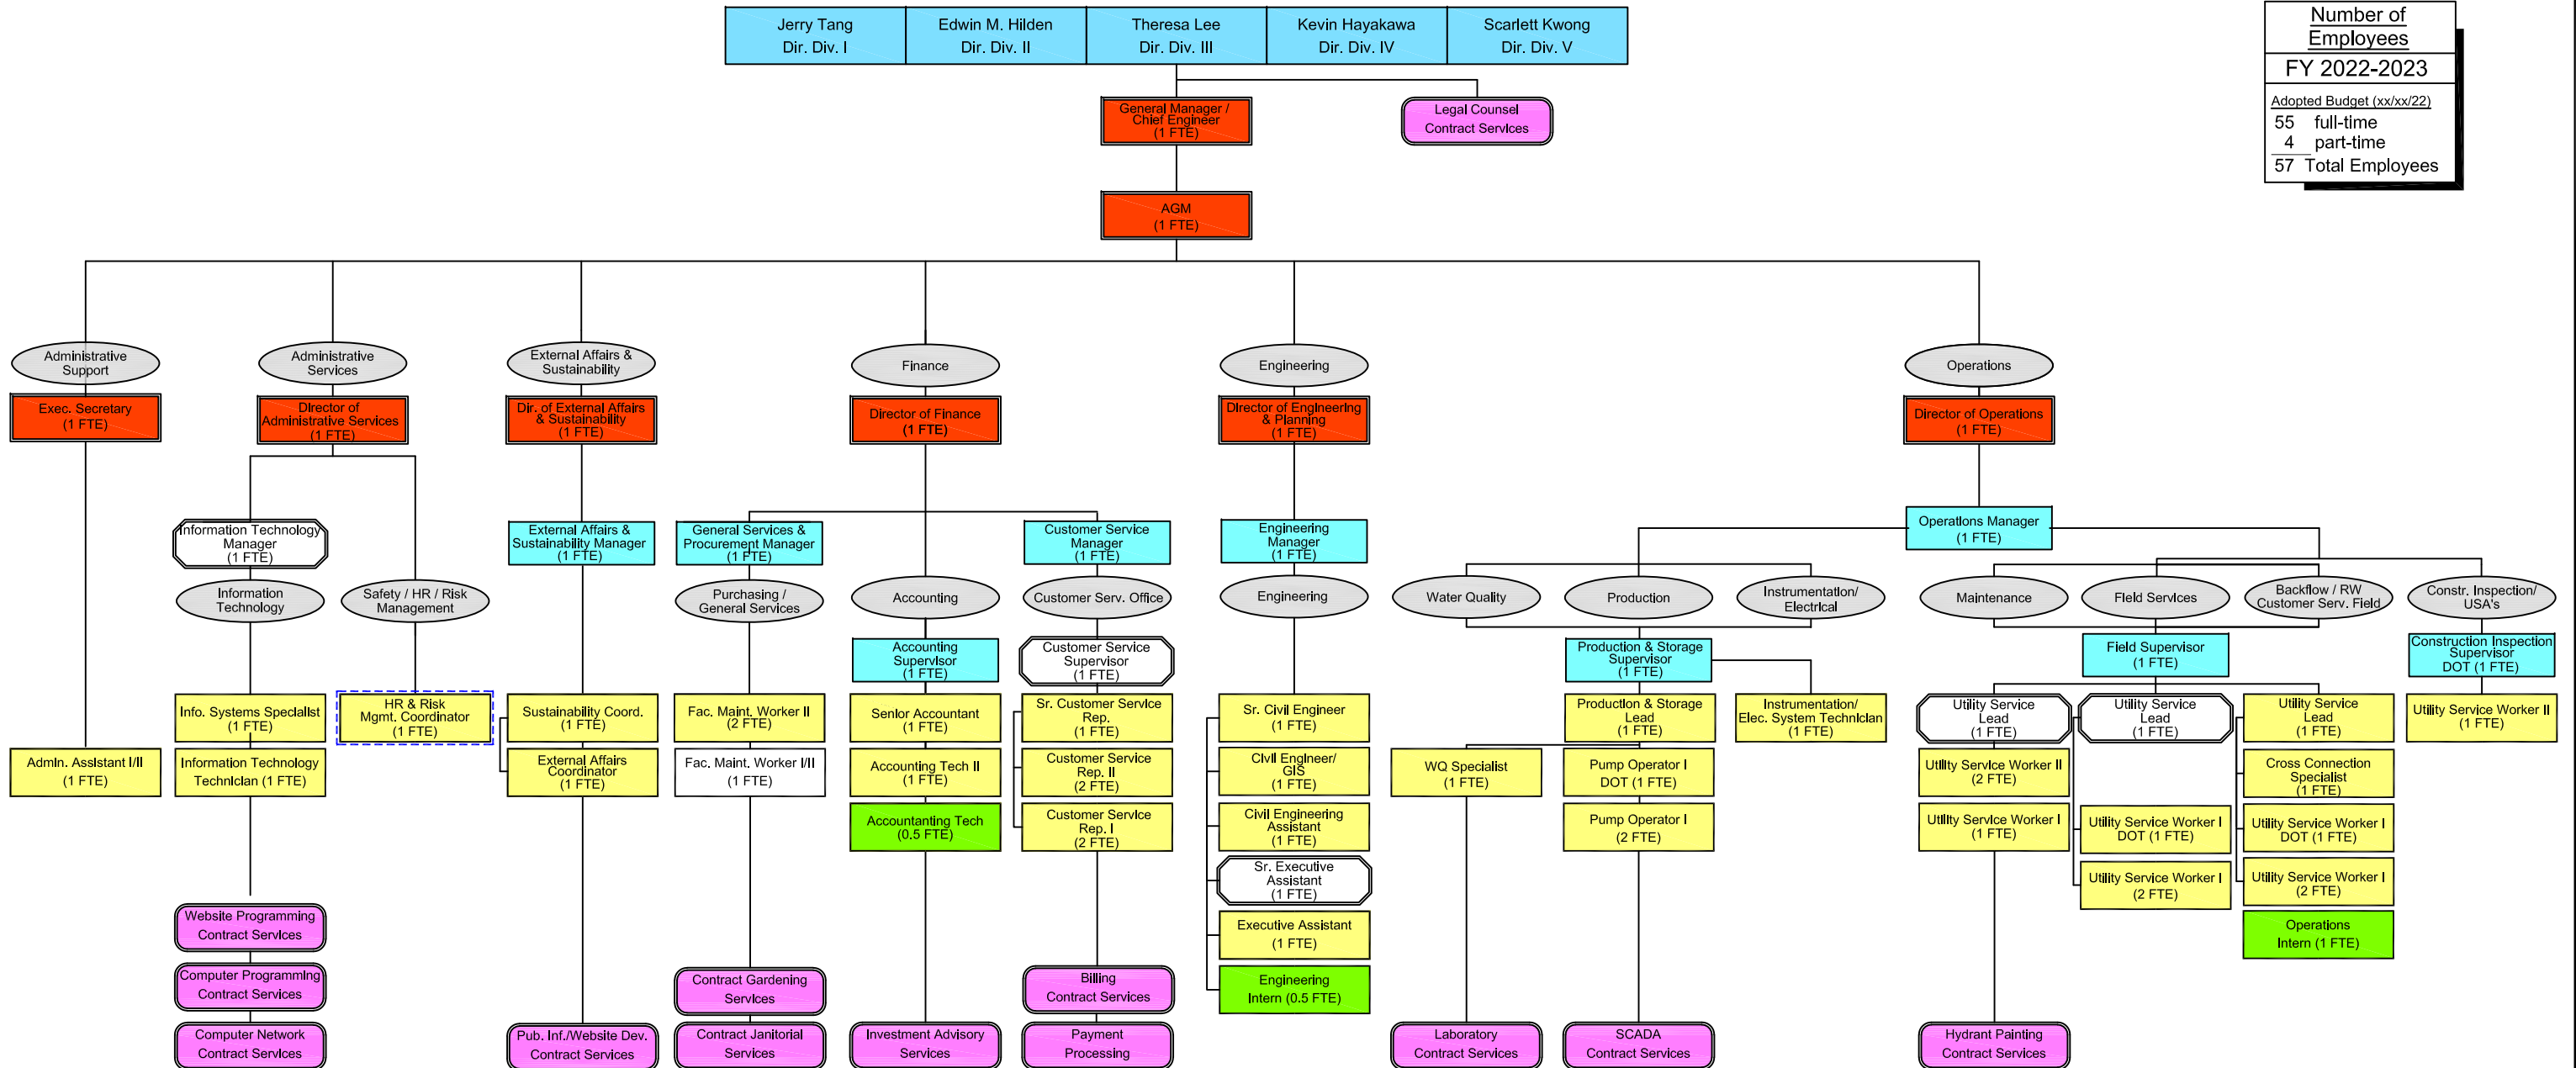 Jerry Tang
Dir. Div. I
Edwin M. Hilden
Dir. Div. II
Theresa Lee
Dir. Div. III
Kevin Hayakawa
Dir. Div. IV
Scarlett Kwong
Dir. Div. V
Number of
Employees
FY 2022-2023
Adopted Budget (xx/xx/22)
55 full-time
4 part-time
57 Total Employees
General Manager /
Chief Engineer
(1 FTE)
Legal Counsel
Contract Services
AGM
(1 FTE)
Administrative
Support
Administrative
Services
External Affairs &
Sustainability
Finance
Engineering
Operations
Exec. Secretary
(1 FTE)
Director of
Administrative Services
(1 FTE)
Dir. of External Affairs
& Sustainability
(1 FTE)
Director of Finance
(1 FTE)
Director of Engineering
& Planning
(1 FTE)
Director of Operations
(1 FTE)
Information Technology
Manager
(1 FTE)
External Affairs &
Sustainability Manager
(1 FTE)
General Services &
Procurement Manager
(1 FTE)
Customer Service
Manager
(1 FTE)
Engineering
Manager
(1 FTE)
Operations Manager
(1 FTE)
Information
Technology
Safety / HR / Risk
Management
Purchasing /
General Services
Accounting
Customer Serv. Office
Engineering
Water Quality
Production
Instrumentation/
Electrical
Maintenance
Field Services
Backflow / RW
Customer Serv. Field
Constr. Inspection/
USA's
Accounting
Supervisor
(1 FTE)
Customer Service
Supervisor
(1 FTE)
Production & Storage
Supervisor
(1 FTE)
Field Supervisor
(1 FTE)
Construction Inspection
Supervisor
DOT (1 FTE)
Info. Systems Specialist
(1 FTE)
HR & Risk
Mgmt. Coordinator
(1 FTE)
Sustainability Coord.
(1 FTE)
Fac. Maint. Worker II
(2 FTE)
Senior Accountant
(1 FTE)
Sr. Customer Service
Rep.
(1 FTE)
Sr. Civil Engineer
(1 FTE)
Production & Storage
Lead
(1 FTE)
Instrumentation/
Elec. System Technician
(1 FTE)
Utility Service
Lead
(1 FTE)
Utility Service
Lead
(1 FTE)
Utility Service
Lead
(1 FTE)
Utility Service Worker II
(1 FTE)
Admin. Assistant I/II
(1 FTE)
Information Technology
Technician (1 FTE)
External Affairs
Coordinator
(1 FTE)
Fac. Maint. Worker I/II
(1 FTE)
Accounting Tech II
(1 FTE)
Customer Service
Rep. II
(2 FTE)
Civil Engineer/
GIS
(1 FTE)
WQ Specialist
(1 FTE)
Pump Operator I
DOT (1 FTE)
Utility Service Worker II
(2 FTE)
Cross Connection
Specialist
(1 FTE)
Accountanting Tech
(0.5 FTE)
Customer Service
Rep. I
(2 FTE)
Civil Engineering
Assistant
(1 FTE)
Pump Operator I
(2 FTE)
Utility Service Worker I
(1 FTE)
Utility Service Worker I
DOT (1 FTE)
Utility Service Worker I
DOT (1 FTE)
Sr. Executive
Assistant
(1 FTE)
Utility Service Worker I
(2 FTE)
Utility Service Worker I
(2 FTE)
Website Programming
Contract Services
Executive Assistant
(1 FTE)
Operations
Intern (1 FTE)
Computer Programming
Contract Services
Contract Gardening
Services
Billing
Contract Services
Engineering
Intern (0.5 FTE)
Computer Network
Contract Services
Pub. Inf./Website Dev.
Contract Services
Contract Janitorial
Services
Investment Advisory
Services
Payment
Processing
Laboratory
Contract Services
SCADA
Contract Services
Hydrant Painting
Contract Services